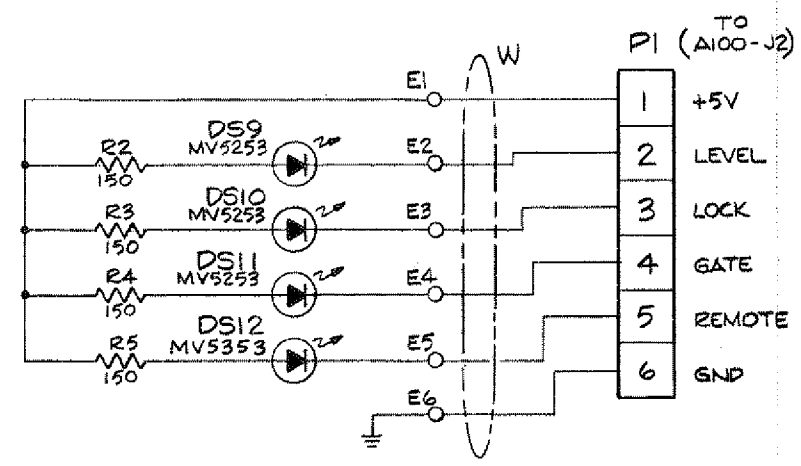 TO
P1 (A100-J2)
W
E1
1 +5V
DS9
R2 MV5253 E2
150
2 LEVEL
DS10
R3 MV5253 E3
150
3 LOCK
DS11
R4 MV5253 E4
150
4 GATE
DS12
R5 MV5353 E5
150
5 REMOTE
E6
6 GND